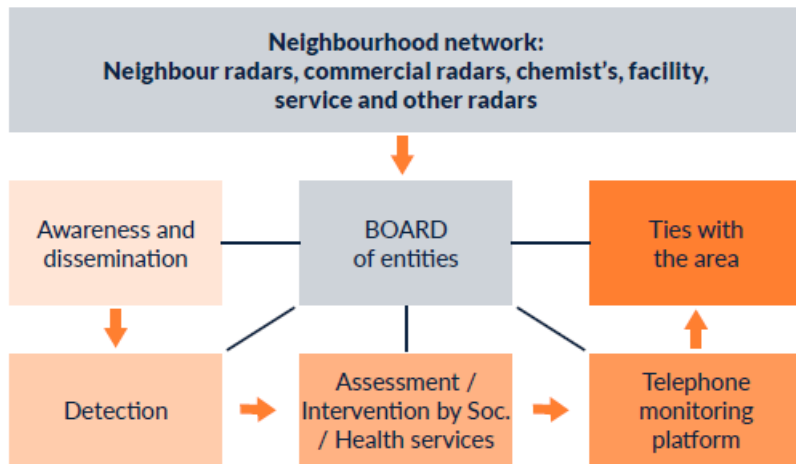 Neighbourhood network:
Neighbour radars, commercial radars, chemist's, facility,
service and other radars
Awareness and
dissemination
BOARD
of entities
Ties with
the area
Detection
Assessment /
Intervention by Soc.
/ Health services
Telephone
monitoring
platform